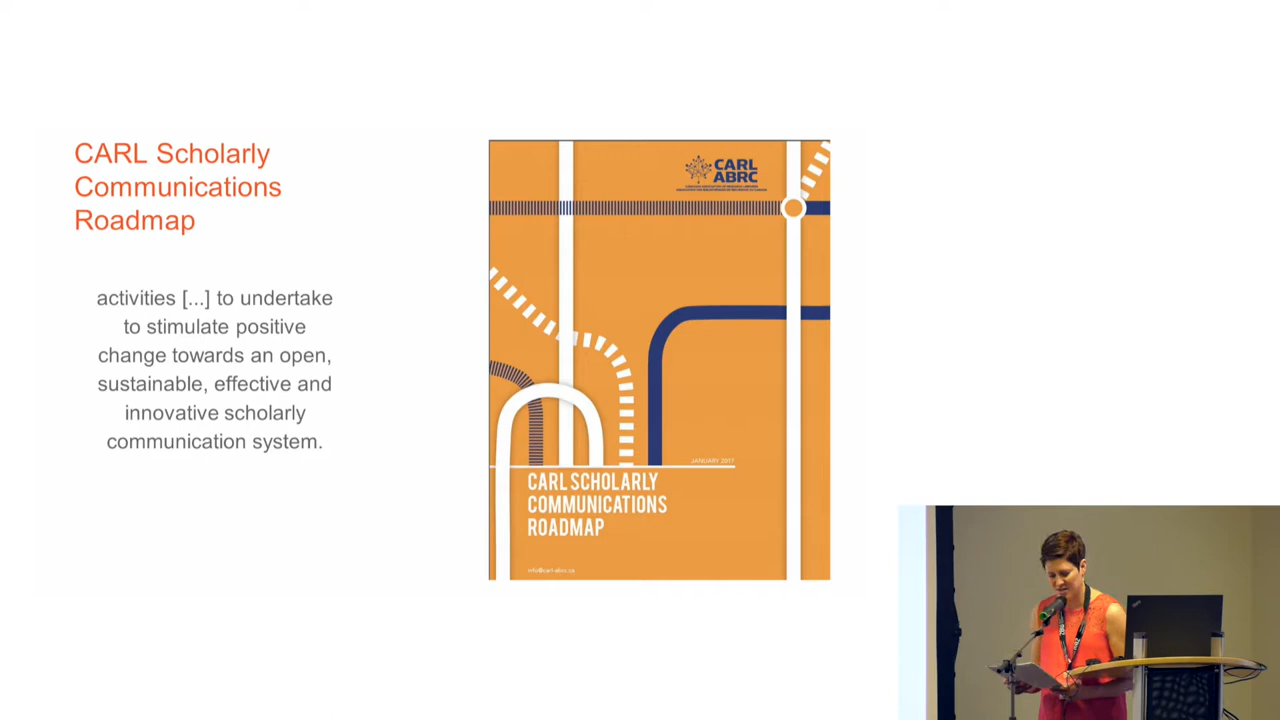 CARL Scholarly
Communications
Roadmap
activities [...] to undertake
to stimulate positive
change towards an open,
sustainable, effective and
innovative scholarly
communication system.
CARL
ABRC
JANUARY 2017
CARL SCHOLARLY
COMMUNICATIONS
ROADMAP
info@carl-abrc.ca